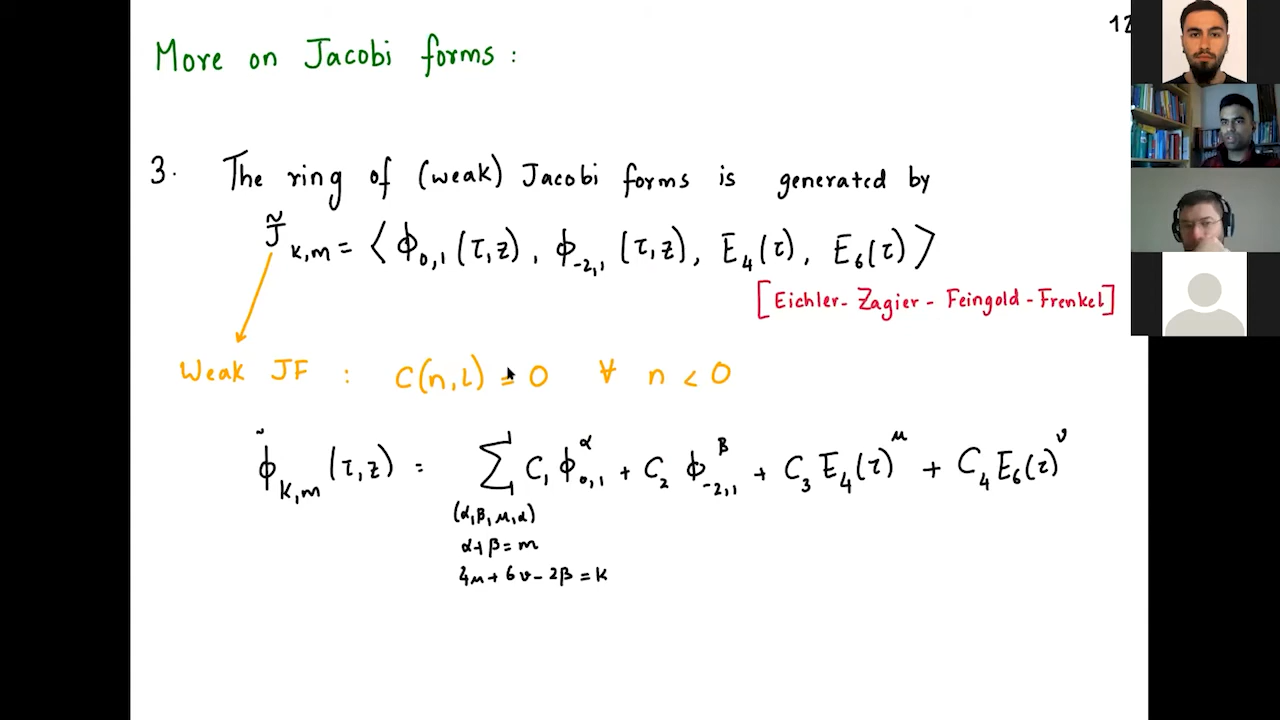 12
More on Jacobi forms :
3. The ring of (weak) Jacobi forms is generated by
J̃ₖ,ₘ = ⟨ ϕ₀,₁ (τ,z) , ϕ₋₂,₁ (τ,z), E₄(τ), E₆(τ) ⟩
[Eichler- Zagier - Feingold - Frenkel]
Weak JF : C(n,l) = 0 ∀ n < 0
ϕ̃ₖ,ₘ (τ,z) = ∑ C₁ ϕ₀,₁^α + C₂ ϕ₋₂,₁^β + C₃ E₄(τ)^μ + C₄ E₆(τ)^ν
(α,β,μ,α)
α+β=m
4μ+6ν-2β=k